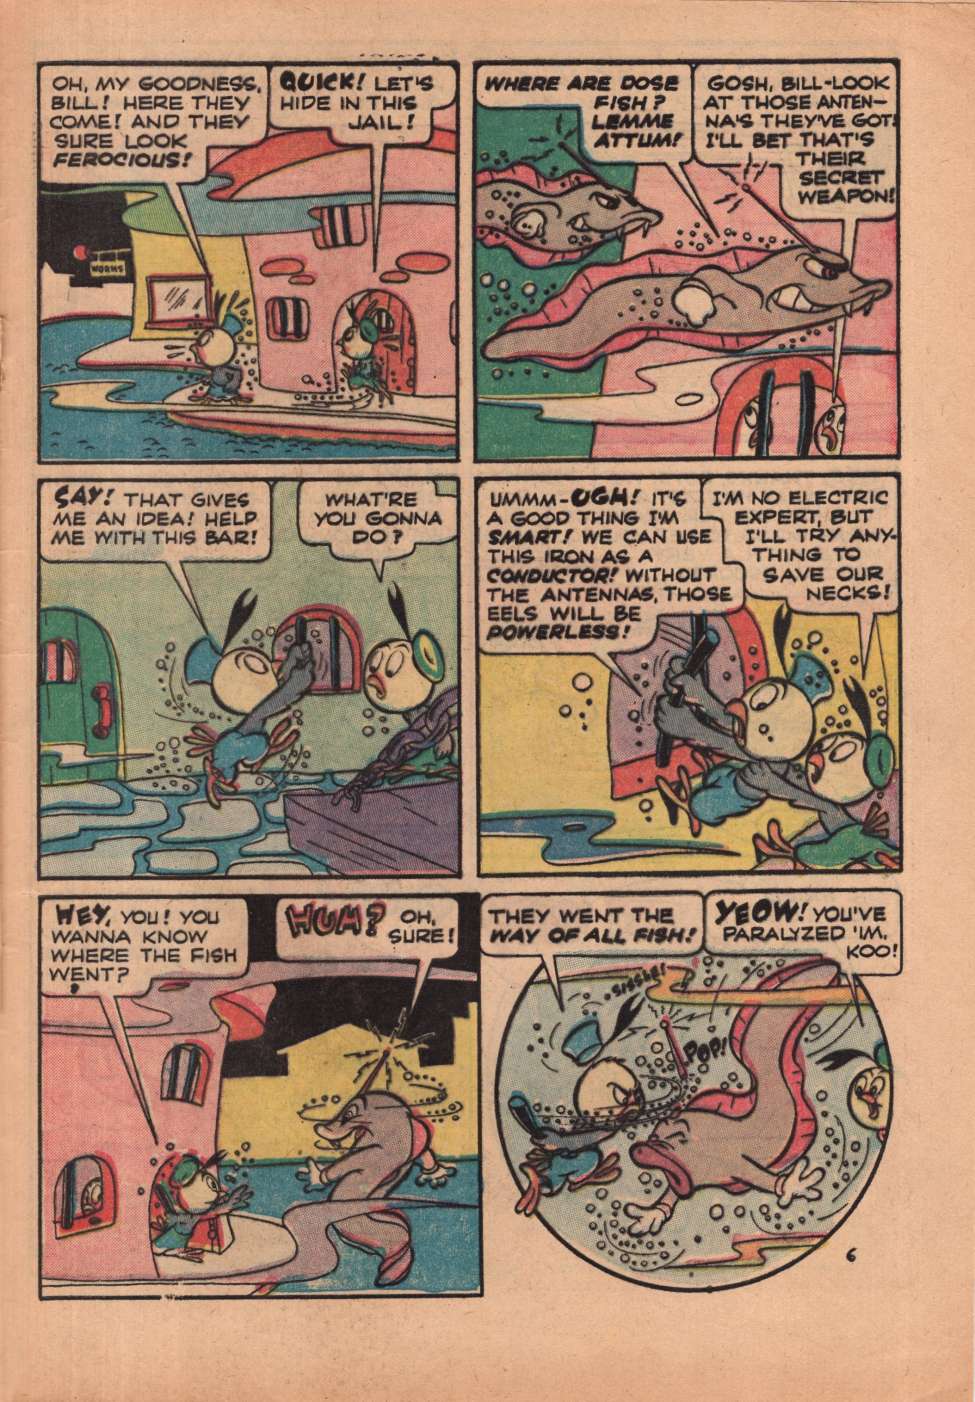 OH, MY GOODNESS,
BILL! HERE THEY
COME! AND THEY
SURE LOOK
FEROCIOUS!
QUICK! LET'S
HIDE IN THIS
JAIL!
WORMS
WHERE ARE DOSE
FISH?
LEMME
ATTUM!
GOSH, BILL-LOOK
AT THOSE ANTEN-
NA'S THEY'VE GOT!
I'LL BET THAT'S
THEIR
SECRET
WEAPON!
SAY! THAT GIVES
ME AN IDEA! HELP
ME WITH THIS BAR!
WHAT'RE
YOU GONNA
DO?
UMMM-UGH! IT'S
A GOOD THING I'M
SMART! WE CAN USE
THIS IRON AS A
CONDUCTOR! WITHOUT
THE ANTENNAS, THOSE
EELS WILL BE
POWERLESS!
I'M NO ELECTRIC
EXPERT, BUT
I'LL TRY ANY-
THING TO
SAVE OUR
NECKS!
HEY, YOU! YOU
WANNA KNOW
WHERE THE FISH
WENT?
HUM? OH,
SURE!
THEY WENT THE
WAY OF ALL FISH!
YEOW! YOU'VE
PARALYZED 'IM,
KOO!
SISSLE!
POP!
6